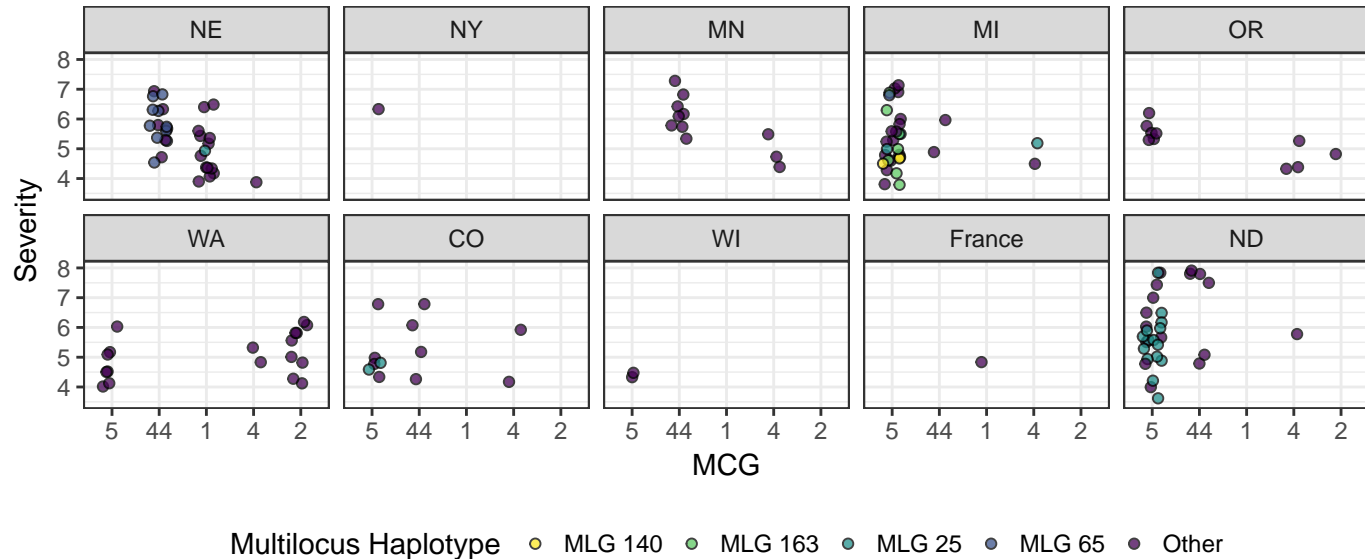 NE NY MN MI OR
8
7
6
5
4
WA CO WI France ND
8
7
6
5
4
Severity
5 44 1 4 2 5 44 1 4 2 5 44 1 4 2 5 44 1 4 2 5 44 1 4 2
MCG
Multilocus Haplotype MLG 140 MLG 163 MLG 25 MLG 65 Other